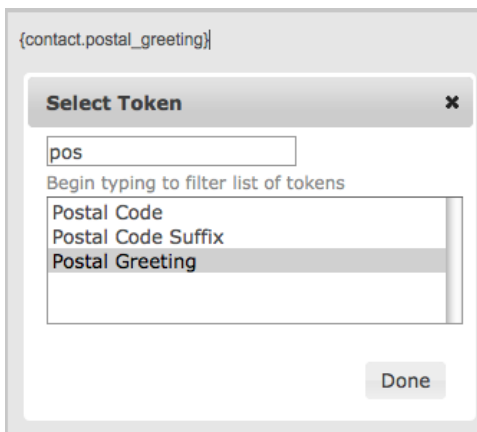 {contact.postal_greeting}
Select Token
pos
Begin typing to filter list of tokens
Postal Code
Postal Code Suffix
Postal Greeting
Done